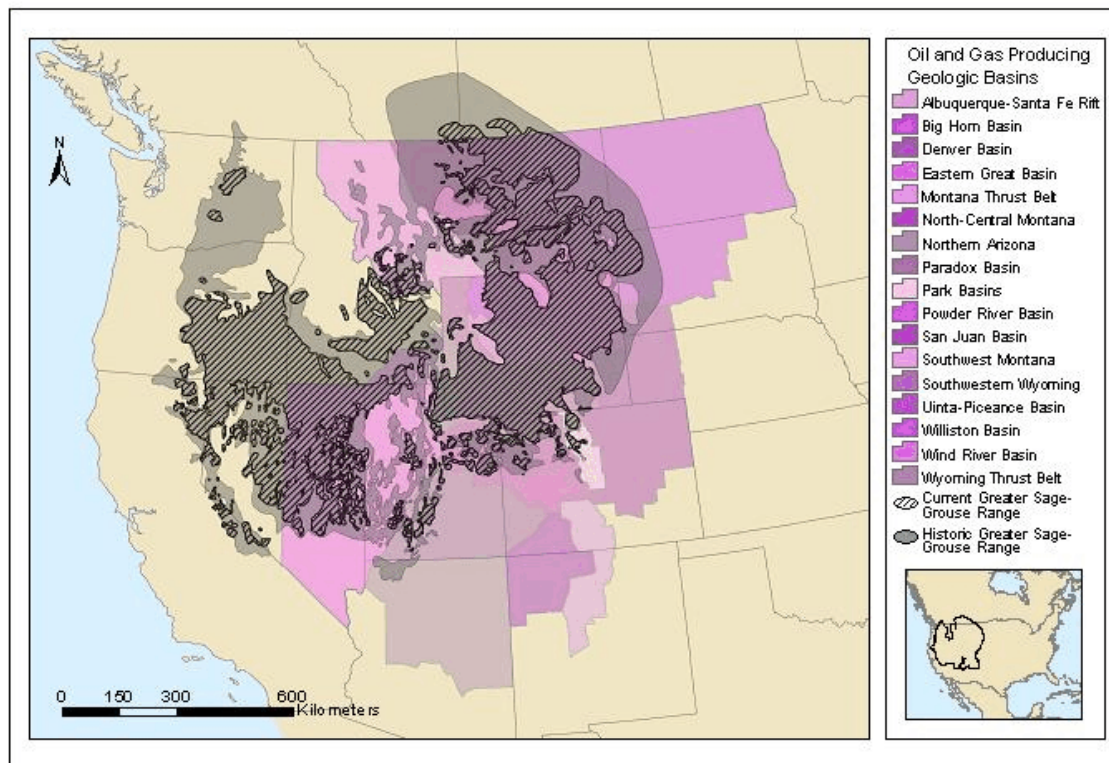 N
0 150 300 600
Kilometers
Oil and Gas Producing
Geologic Basins
Albuquerque-Santa Fe Rift
Big Horn Basin
Denver Basin
Eastern Great Basin
Montana Thrust Belt
North-Central Montana
Northern Arizona
Paradox Basin
Park Basins
Powder River Basin
San Juan Basin
Southwest Montana
Southwestern Wyoming
Uinta-Piceance Basin
Williston Basin
Wind River Basin
Wyoming Thrust Belt
Current Greater Sage-
Grouse Range
Historic Greater Sage-
Grouse Range